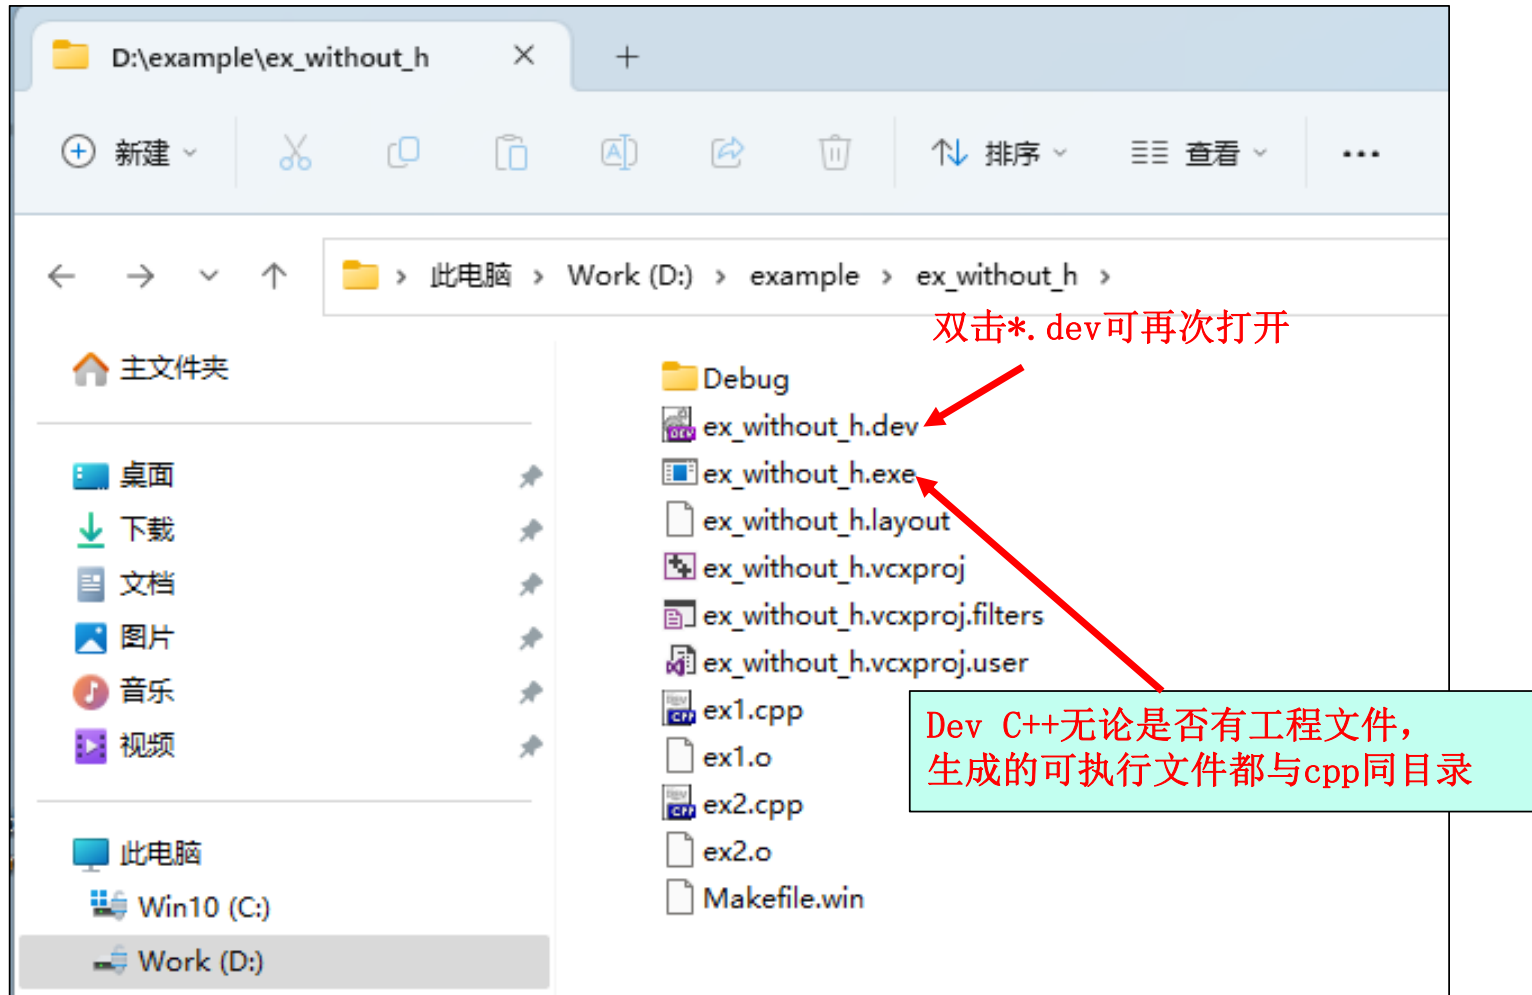 D:\example\ex_without_h
新建
排序
查看
此电脑 > Work (D:) > example > ex_without_h >
双击*.dev可再次打开
主文件夹
桌面
下载
文档
图片
音乐
视频
此电脑
Win10 (C:)
Work (D:)
Debug
ex_without_h.dev
ex_without_h.exe
ex_without_h.layout
ex_without_h.vcxproj
ex_without_h.vcxproj.filters
ex_without_h.vcxproj.user
ex1.cpp
ex1.o
ex2.cpp
ex2.o
Makefile.win
Dev C++无论是否有工程文件，
生成的可执行文件都与cpp同目录